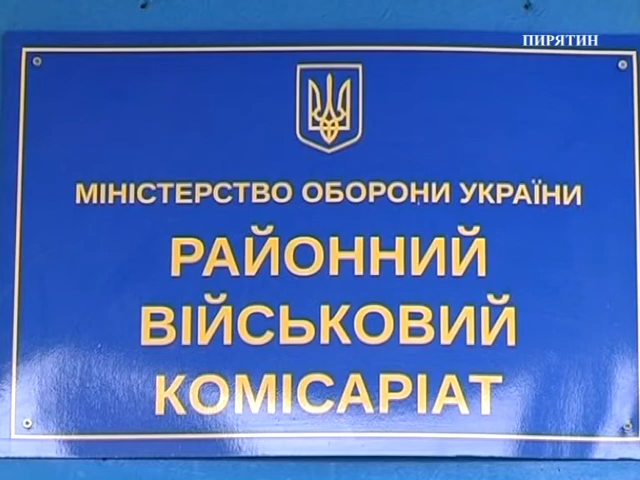 ПИРЯТИН
МІНІСТЕРСТВО ОБОРОНИ УКРАЇНИ
РАЙОННИЙ
ВІЙСЬКОВИЙ
КОМІСАРІАТ